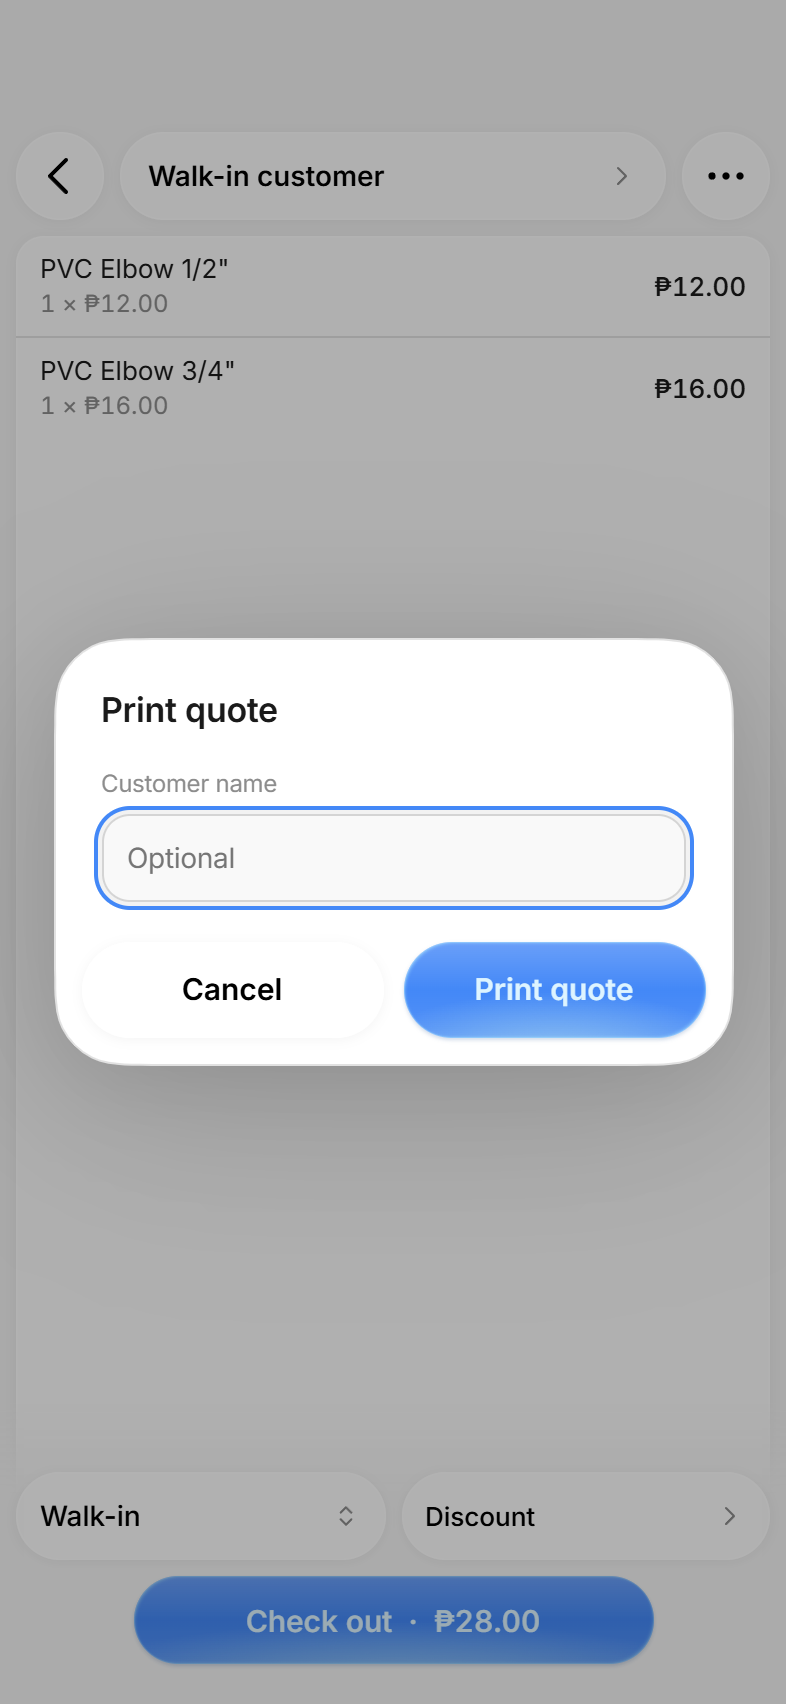 Walk-in customer
PVC Elbow 1/2"
1 × ₱12.00
₱12.00
PVC Elbow 3/4"
1 × ₱16.00
₱16.00
Print quote
Customer name
Optional
Cancel
Print quote
Walk-in
Discount
Check out · ₱28.00